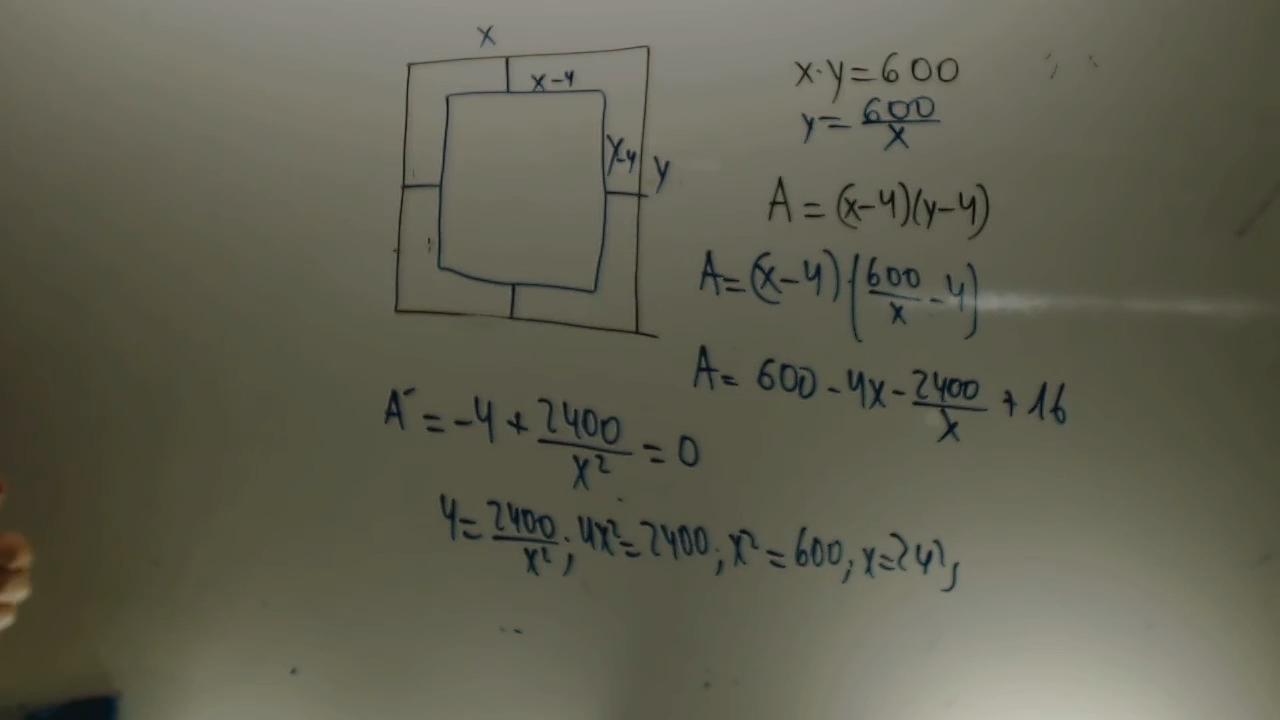 x
x-4
y-4
y
x·y=600
y=600/x
A=(x-4)(y-4)
A=(x-4)(600/x-4)
A= 600-4x-2400/x+16
A´=-4+2400/x²=0
4=2400/x²; 4x²=2400; x²=600; x=24,